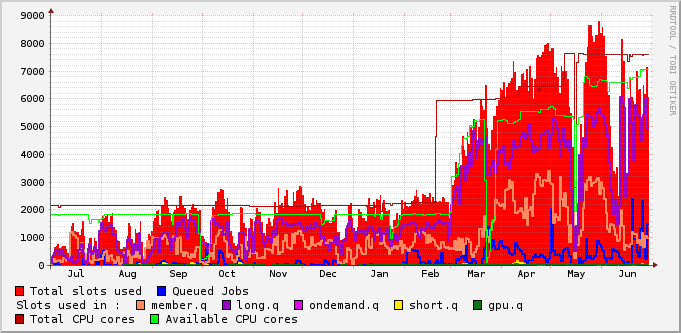 9000
8000
7000
6000
5000
4000
3000
2000
1000
0
Jul Aug Sep Oct Nov Dec Jan Feb Mar Apr May Jun
Total slots used Queued Jobs
Slots used in : member.q long.q ondemand.q short.q gpu.q
Total CPU cores Available CPU cores
RRDTOOL / TOBI OETIKER